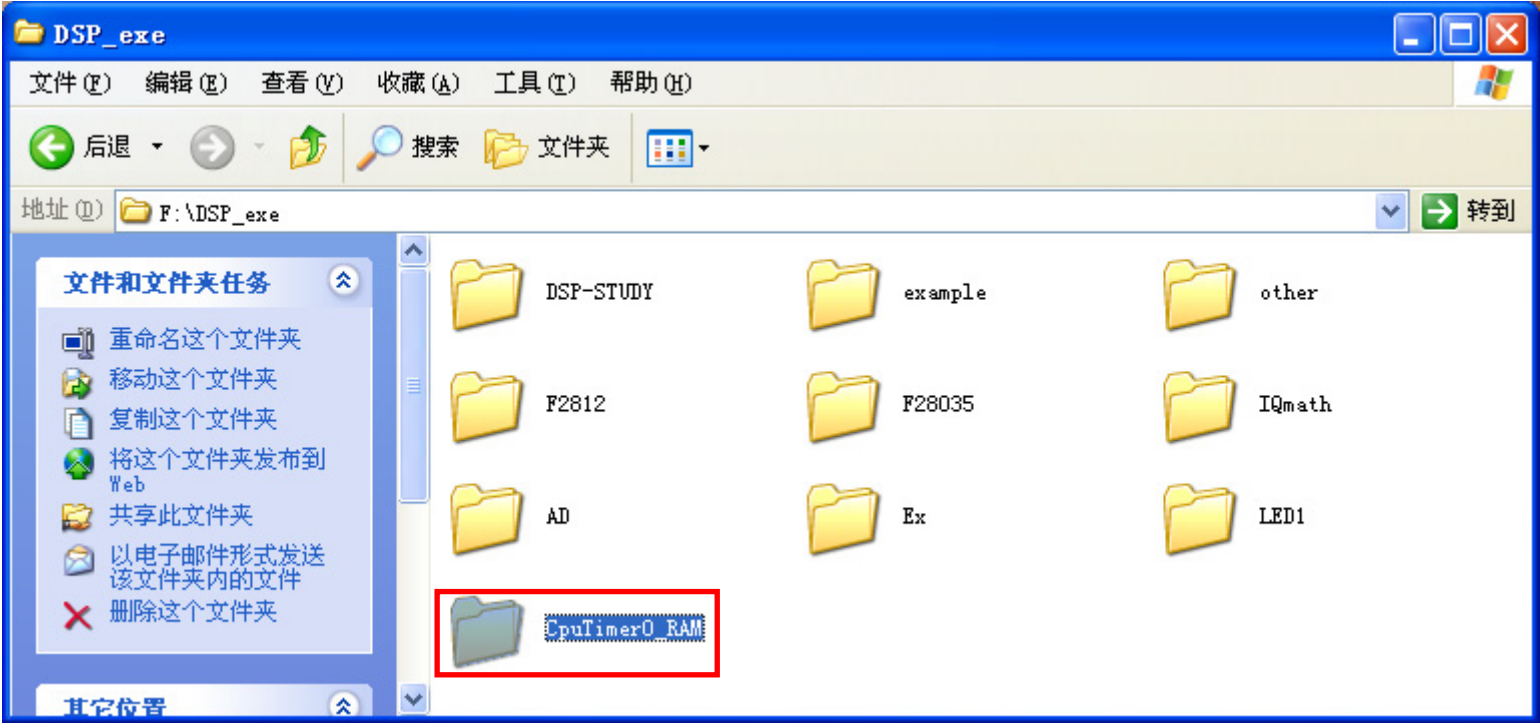 DSP_exe
文件(F) 编辑(E) 查看(V) 收藏(A) 工具(T) 帮助(H)
后退 搜索 文件夹
地址(D) F:\DSP_exe 转到
文件和文件夹任务
重命名这个文件夹
移动这个文件夹
复制这个文件夹
将这个文件夹发布到
Web
共享此文件夹
以电子邮件形式发送
该文件夹内的文件
删除这个文件夹
其它位置
DSP-STUDY example other
F2812 F28035 IQmath
AD Ex LED1
CpuTimer0_RAM